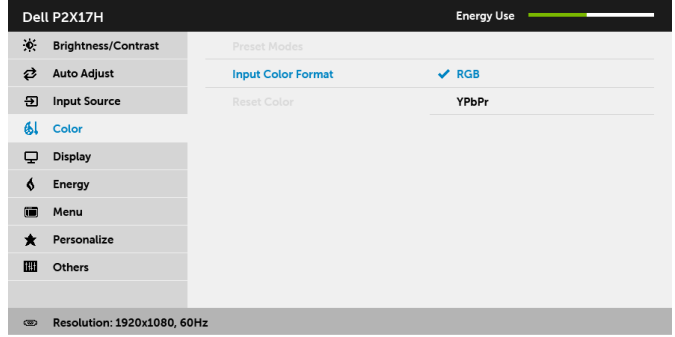 Dell P2X17H Energy Use
Brightness/Contrast Preset Modes
Auto Adjust Input Color Format RGB
Input Source Reset Color YPbPr
Color
Display
Energy
Menu
Personalize
Others
Resolution: 1920x1080, 60Hz